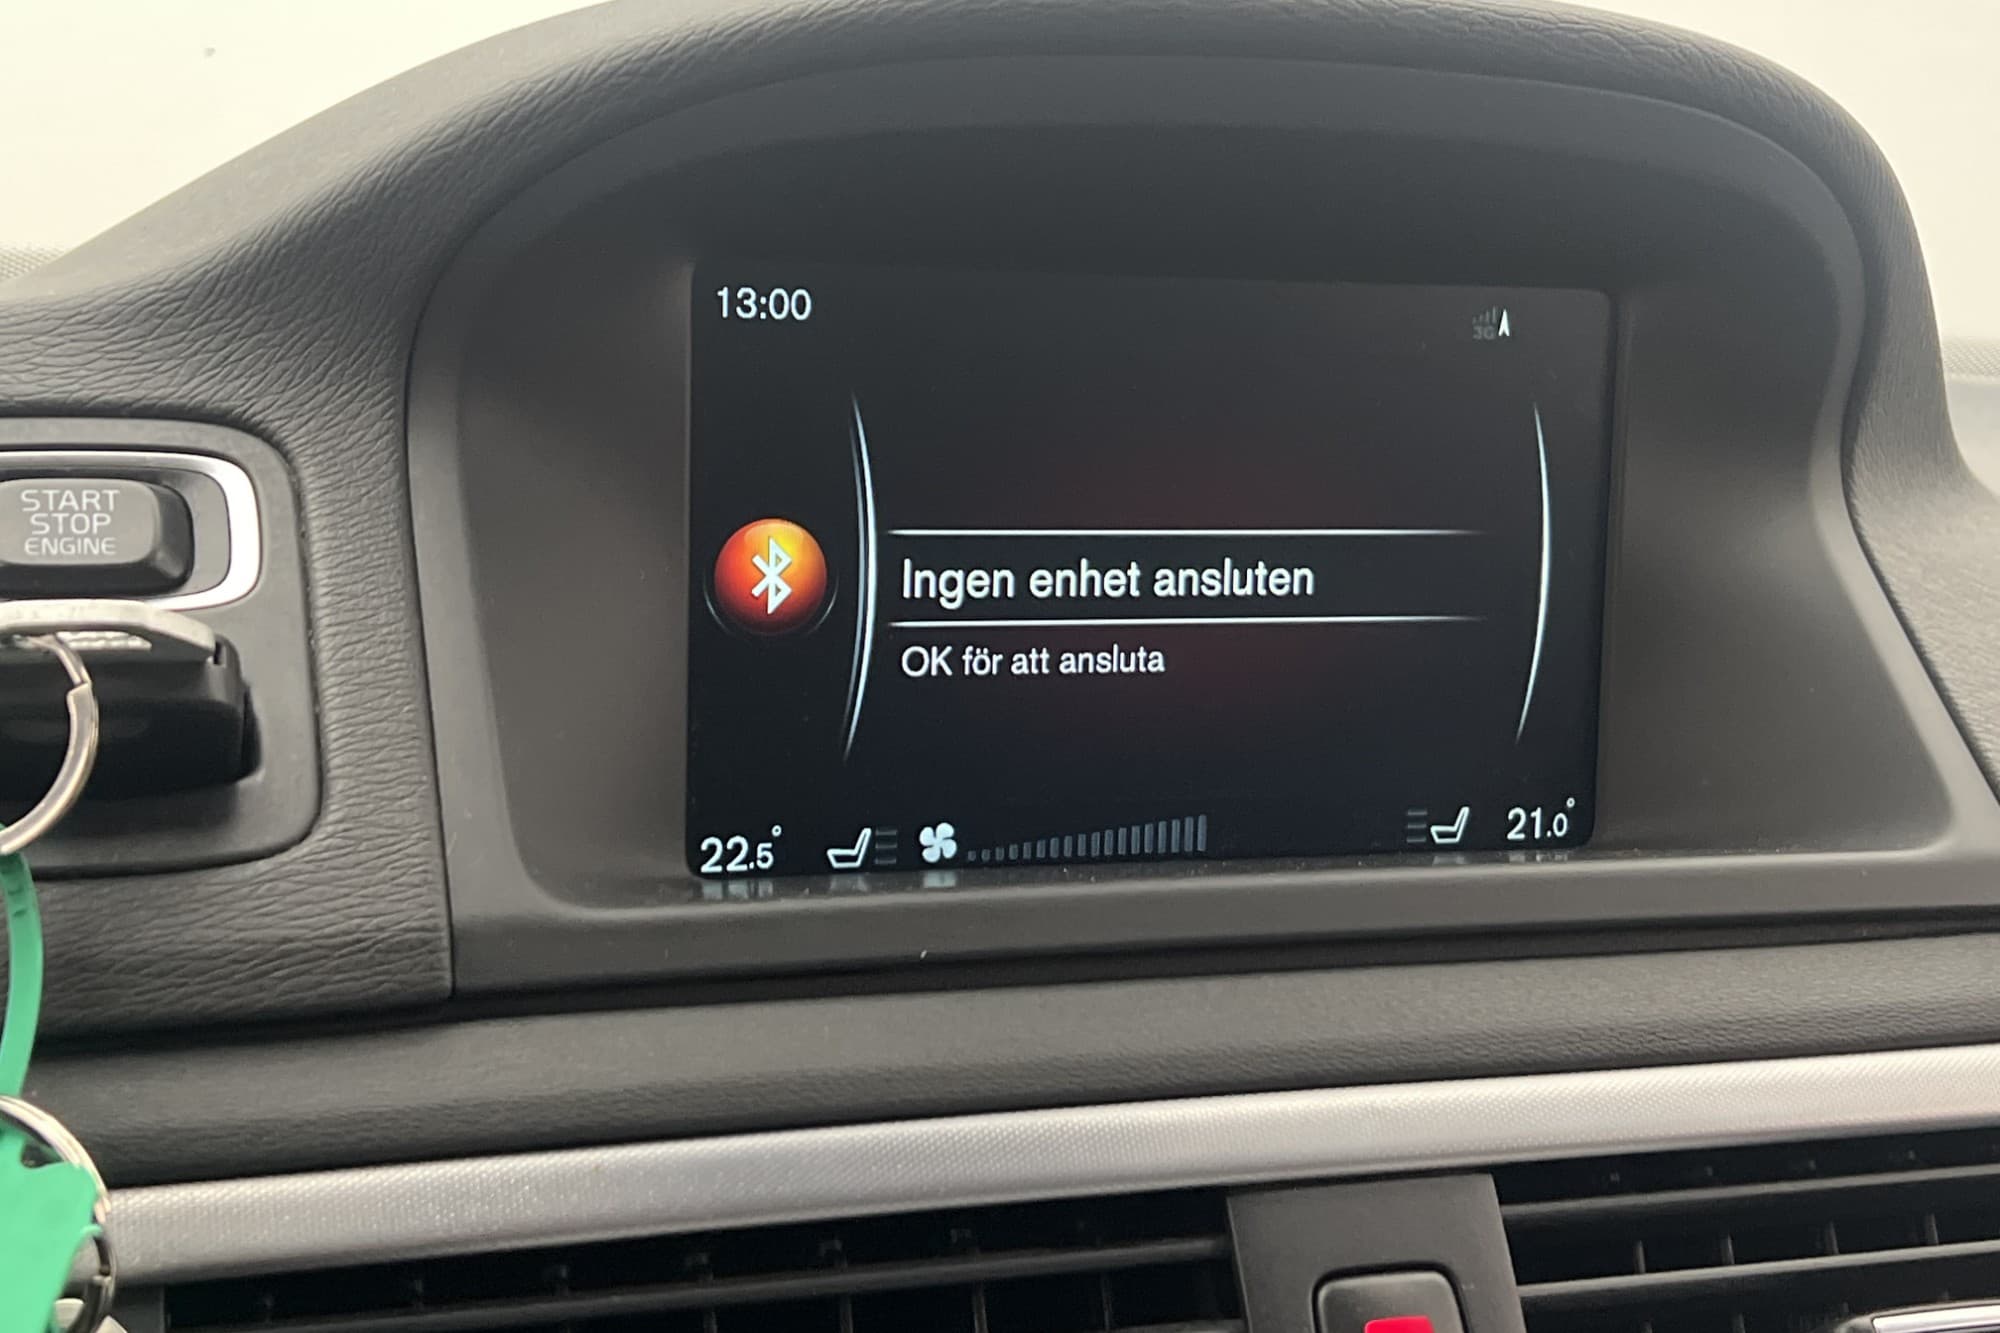 13:00
3G
START
STOP
ENGINE
Ingen enhet ansluten
OK för att ansluta
22.5°
21.0°